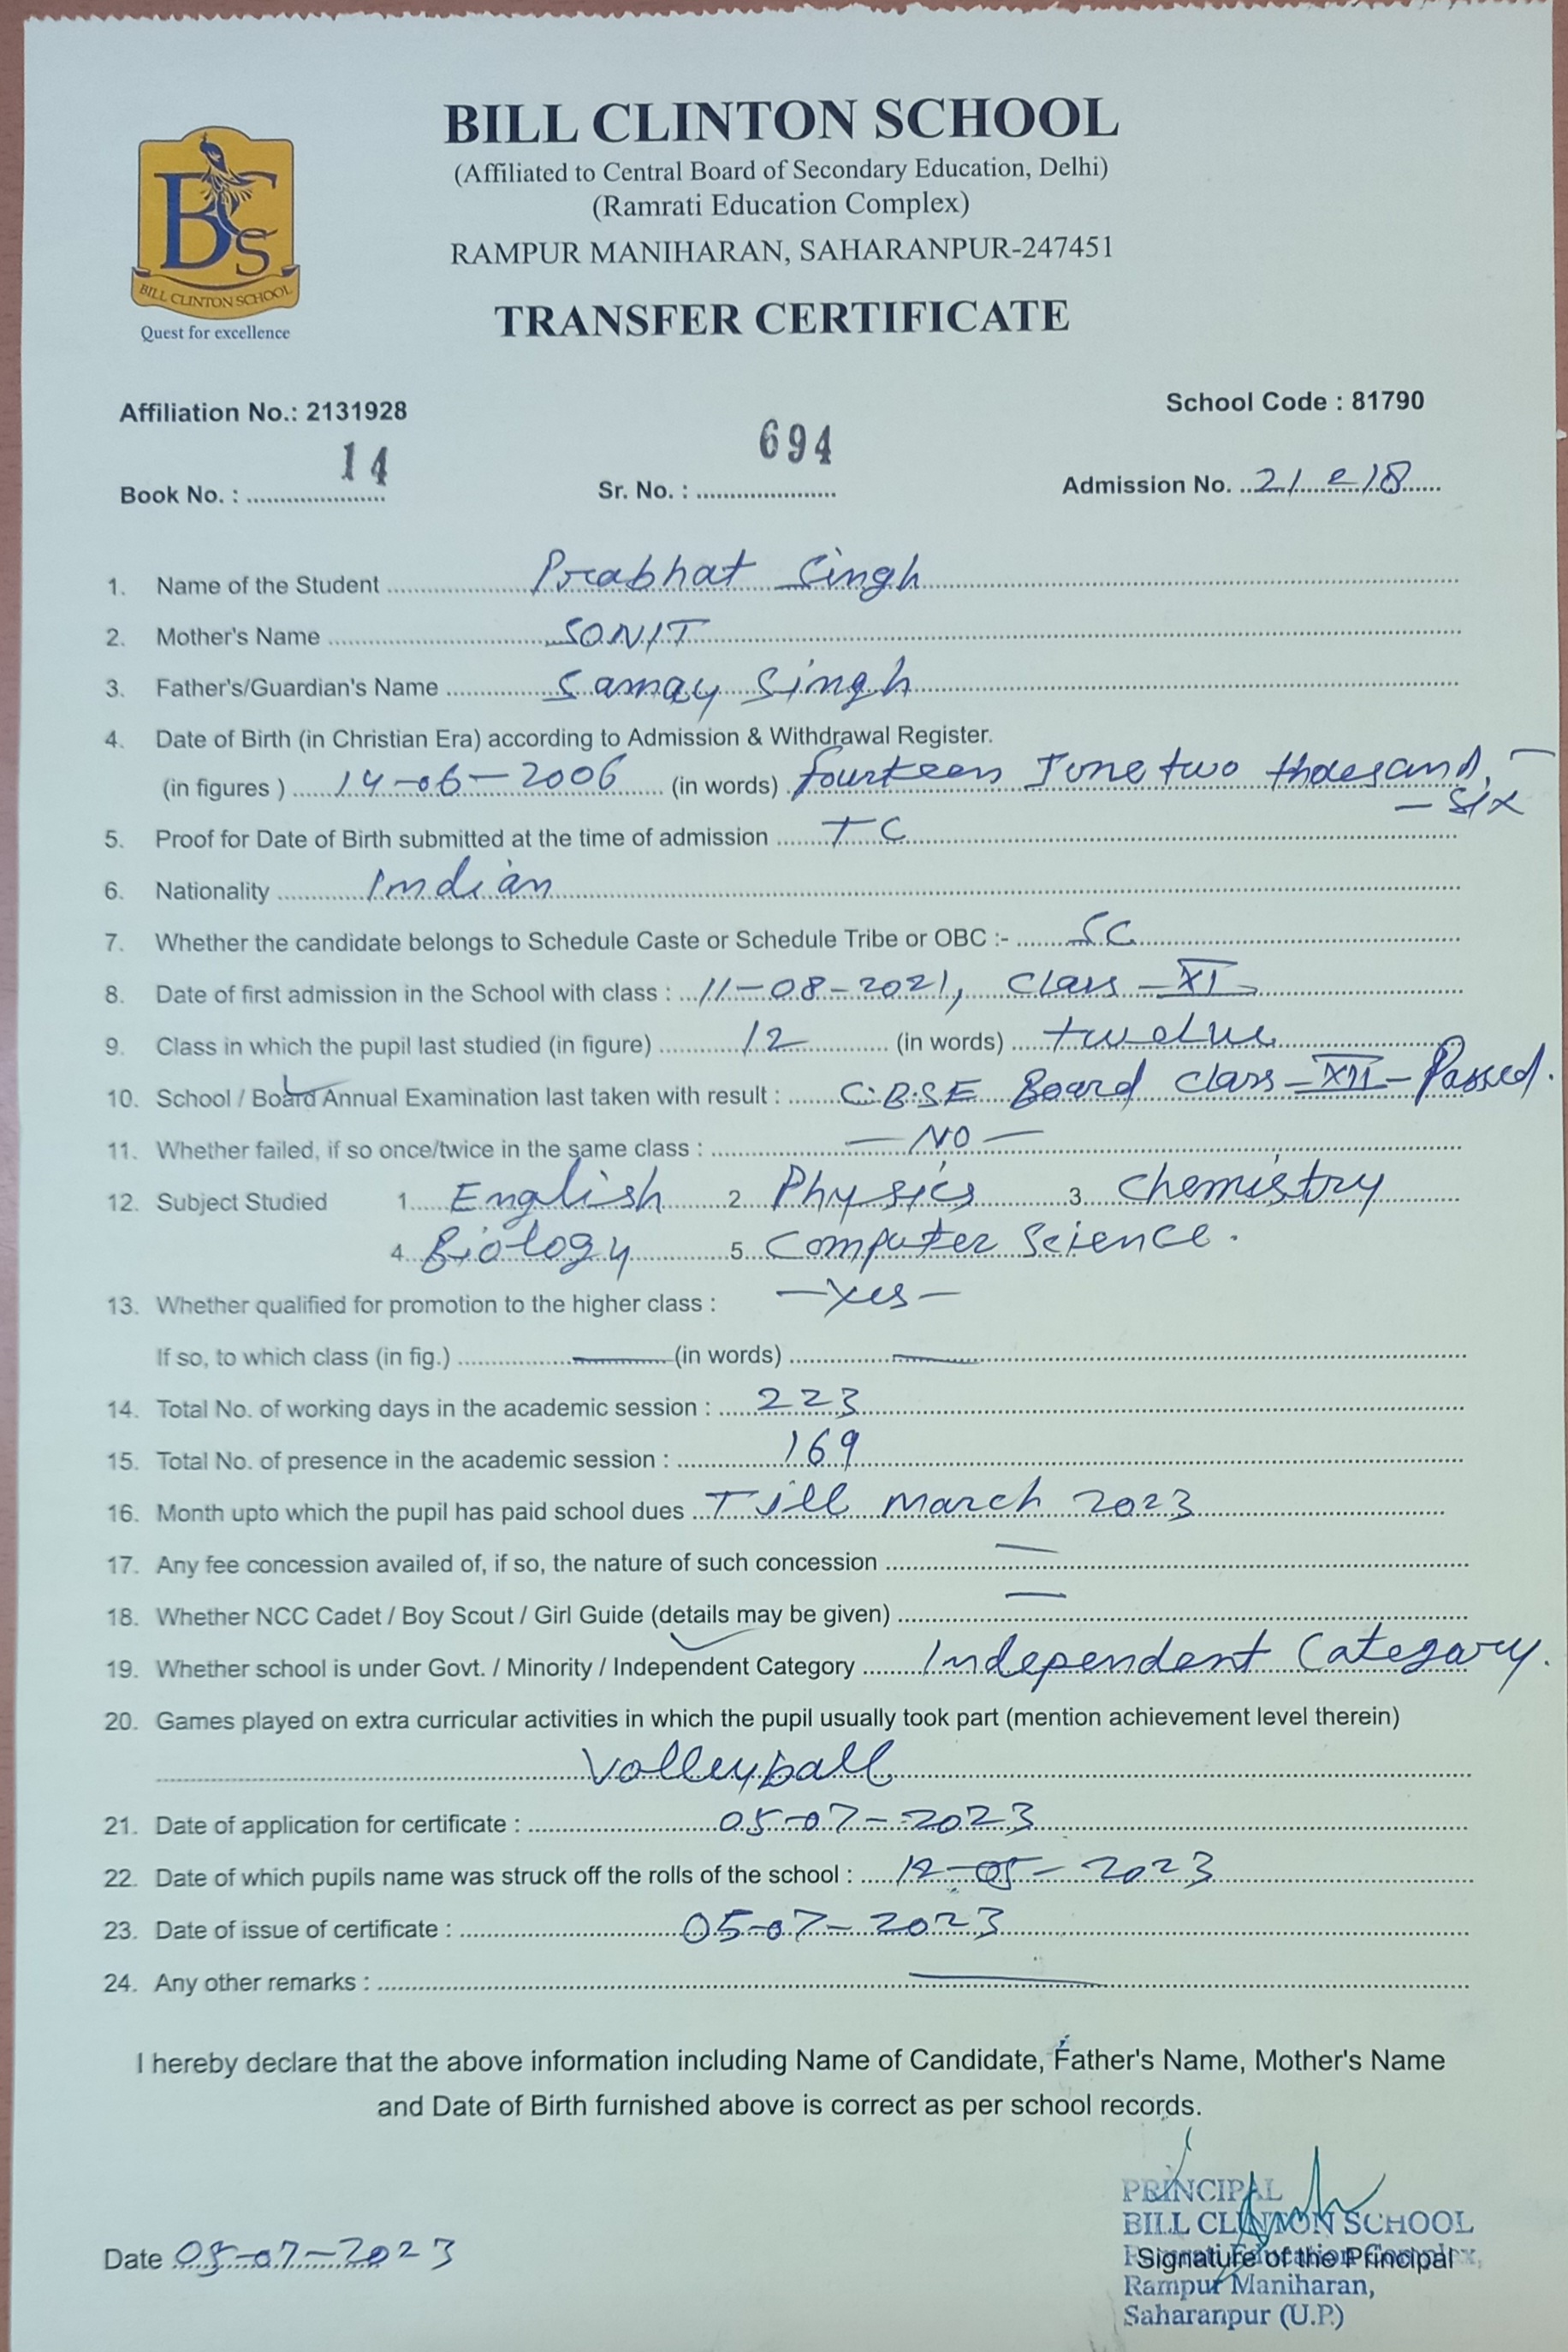 BILL CLINTON SCHOOL
(Affiliated to Central Board of Secondary Education, Delhi)
(Ramrati Education Complex)
RAMPUR MANIHARAN, SAHARANPUR-247451
TRANSFER CERTIFICATE
BCS
BILL CLINTON SCHOOL
Quest for excellence
Affiliation No.: 2131928 School Code : 81790
Book No. : 14 Sr. No. : 694 Admission No. 21 e 18
1. Name of the Student Prabhat Singh
2. Mother's Name SONIT
3. Father's/Guardian's Name Samay Singh
4. Date of Birth (in Christian Era) according to Admission & Withdrawal Register.
(in figures ) 14-06-2006 (in words) fourteen June two thousand,
- six
5. Proof for Date of Birth submitted at the time of admission TC
6. Nationality Indian
7. Whether the candidate belongs to Schedule Caste or Schedule Tribe or OBC :- SC
8. Date of first admission in the School with class : 11-08-2021, Class - XI
9. Class in which the pupil last studied (in figure) 12 (in words) twelve
10. School / Board Annual Examination last taken with result : C.B.S.E Board Class - XII - Passed.
11. Whether failed, if so once/twice in the same class : - NO -
12. Subject Studied 1. English 2. Physics 3. Chemistry
4. Biology 5. Computer Science.
13. Whether qualified for promotion to the higher class : - Yes -
If so, to which class (in fig.) — (in words) —
14. Total No. of working days in the academic session : 223
15. Total No. of presence in the academic session : 169
16. Month upto which the pupil has paid school dues Till March 2023
17. Any fee concession availed of, if so, the nature of such concession —
18. Whether NCC Cadet / Boy Scout / Girl Guide (details may be given) —
19. Whether school is under Govt. / Minority / Independent Category Independent Category.
20. Games played on extra curricular activities in which the pupil usually took part (mention achievement level therein)
Volleyball
21. Date of application for certificate : 05-07-2023
22. Date of which pupils name was struck off the rolls of the school : 12-05-2023
23. Date of issue of certificate : 05-07-2023
24. Any other remarks : —
I hereby declare that the above information including Name of Candidate, Father's Name, Mother's Name
and Date of Birth furnished above is correct as per school records.
PRINCIPAL
BILL CLINTON SCHOOL
Ramrati Education Complex,
Date 05-07-2023 Signature of the Principal
Rampur Maniharan,
Saharanpur (U.P.)